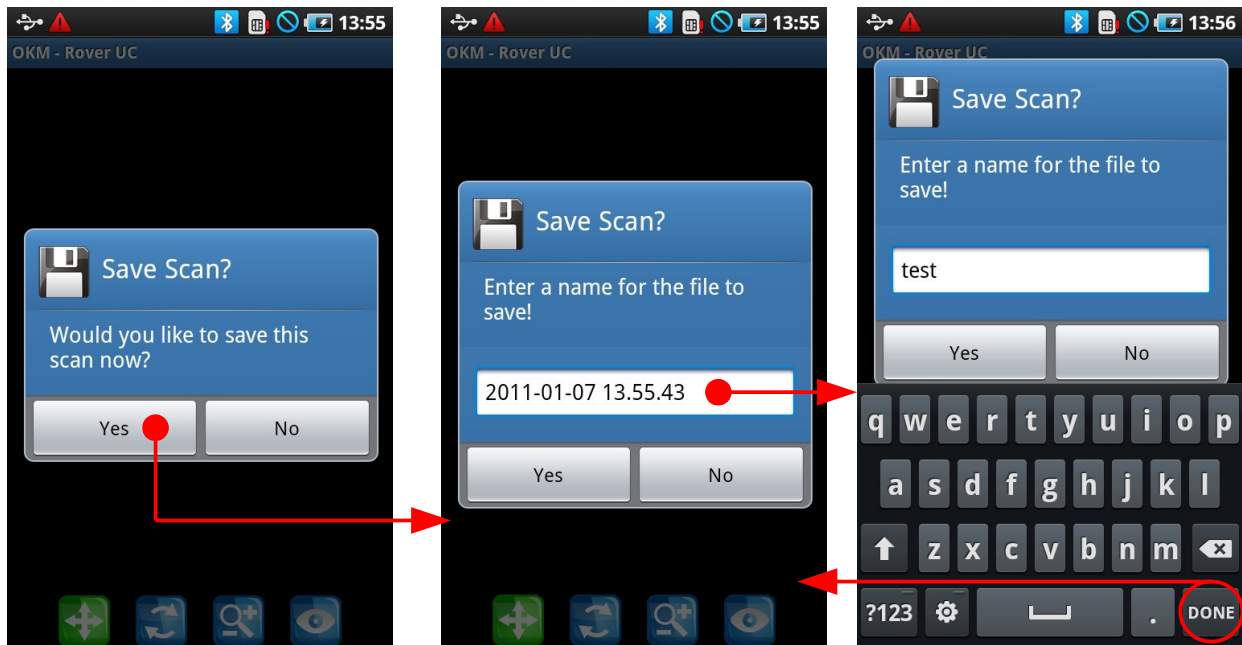 13:55
OKM - Rover UC
Save Scan?
Would you like to save this
scan now?
Yes No
13:55
OKM - Rover UC
Save Scan?
Enter a name for the file to
save!
2011-01-07 13.55.43
Yes No
13:56
OKM - Rover UC
Save Scan?
Enter a name for the file to
save!
test
Yes No
q w e r t y u i o p
a s d f g h j k l
z x c v b n m
?123 . DONE